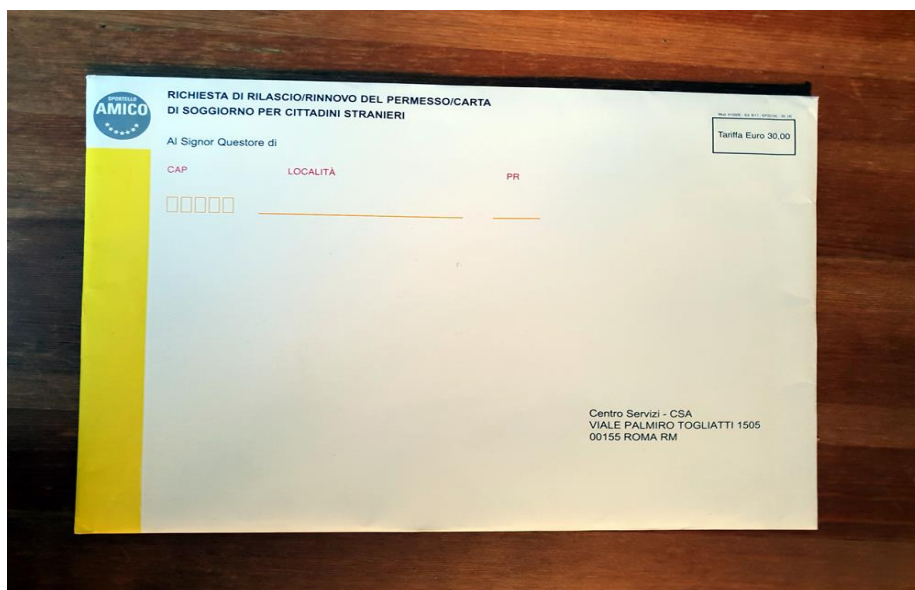 SPORTELLO
AMICO
RICHIESTA DI RILASCIO/RINNOVO DEL PERMESSO/CARTA
DI SOGGIORNO PER CITTADINI STRANIERI
Al Signor Questore di
Tariffa Euro 30,00
CAP LOCALITÀ PR
Centro Servizi - CSA
VIALE PALMIRO TOGLIATTI 1505
00155 ROMA RM